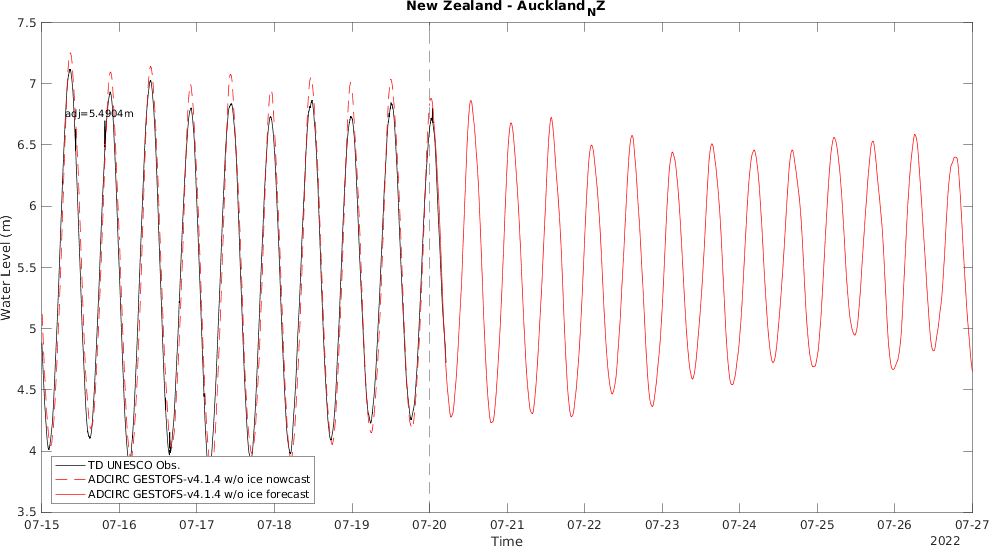 New Zealand - Auckland_NZ
7.5
7
6.5
6
5.5
5
4.5
4
3.5
Water Level (m)
adj=5.4904m
TD UNESCO Obs.
ADCIRC GESTOFS-v4.1.4 w/o ice nowcast
ADCIRC GESTOFS-v4.1.4 w/o ice forecast
07-15 07-16 07-17 07-18 07-19 07-20 07-21 07-22 07-23 07-24 07-25 07-26 07-27
Time
2022